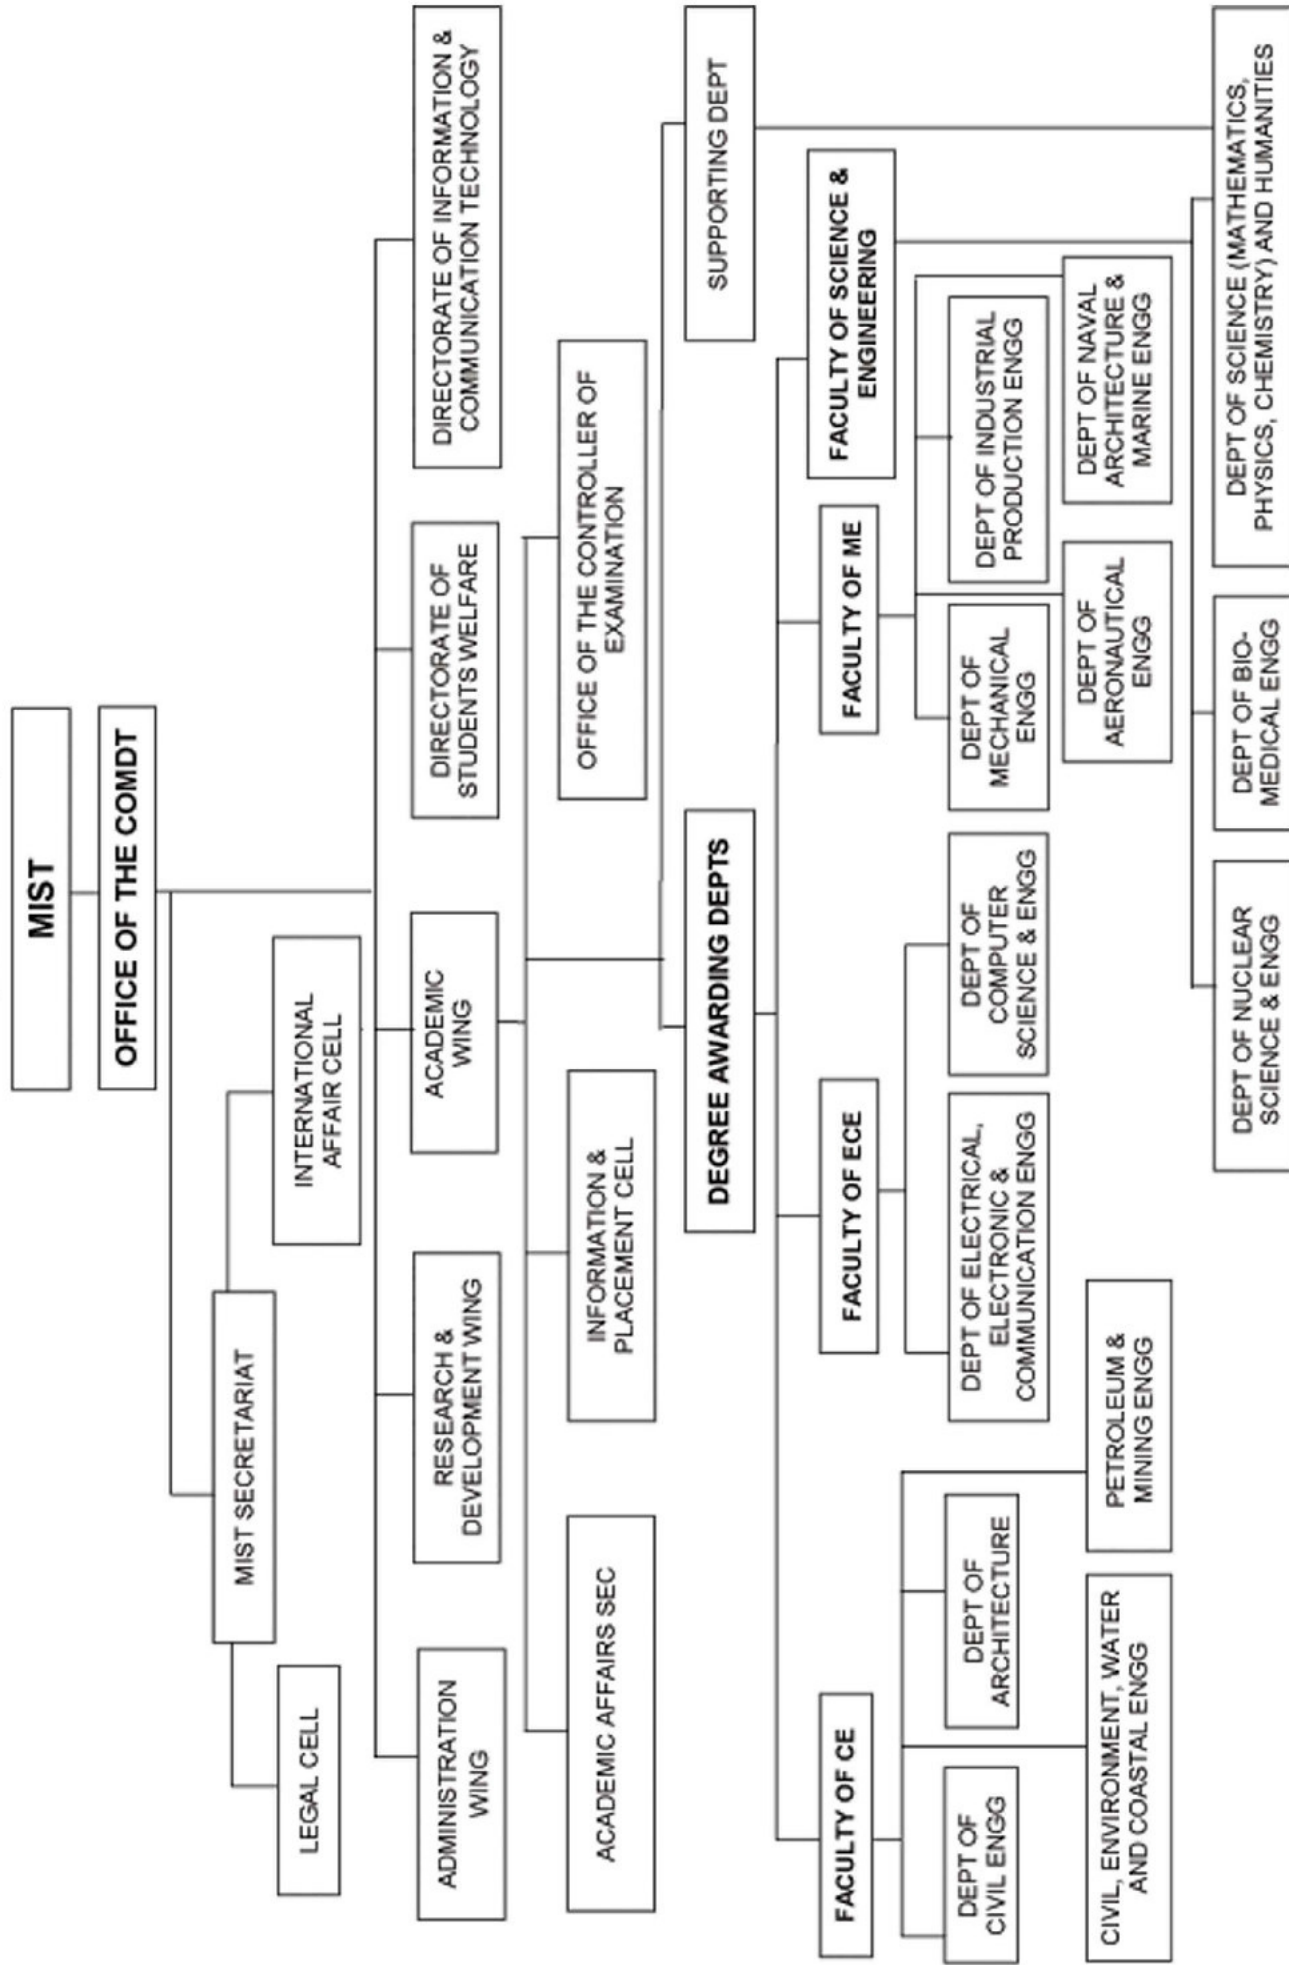 MIST
OFFICE OF THE COMDT
MIST SECRETARIAT
LEGAL CELL
INTERNATIONAL
AFFAIR CELL
ADMINISTRATION
WING
RESEARCH &
DEVELOPMENT WING
ACADEMIC
WING
DIRECTORATE OF
STUDENTS WELFARE
DIRECTORATE OF INFORMATION &
COMMUNICATION TECHNOLOGY
ACADEMIC AFFAIRS SEC
INFORMATION &
PLACEMENT CELL
OFFICE OF THE CONTROLLER OF
EXAMINATION
DEGREE AWARDING DEPTS
SUPPORTING DEPT
FACULTY OF CE
FACULTY OF ECE
FACULTY OF ME
FACULTY OF SCIENCE &
ENGINEERING
DEPT OF
CIVIL ENGG
DEPT OF
ARCHITECTURE
DEPT OF ELECTRICAL,
ELECTRONIC &
COMMUNICATION ENGG
DEPT OF
COMPUTER
SCIENCE & ENGG
DEPT OF
MECHANICAL
ENGG
DEPT OF INDUSTRIAL
PRODUCTION ENGG
CIVIL, ENVIRONMENT, WATER
AND COASTAL ENGG
PETROLEUM &
MINING ENGG
DEPT OF
AERONAUTICAL
ENGG
DEPT OF NAVAL
ARCHITECTURE &
MARINE ENGG
DEPT OF NUCLEAR
SCIENCE & ENGG
DEPT OF BIO-
MEDICAL ENGG
DEPT OF SCIENCE (MATHEMATICS,
PHYSICS, CHEMISTRY) AND HUMANITIES